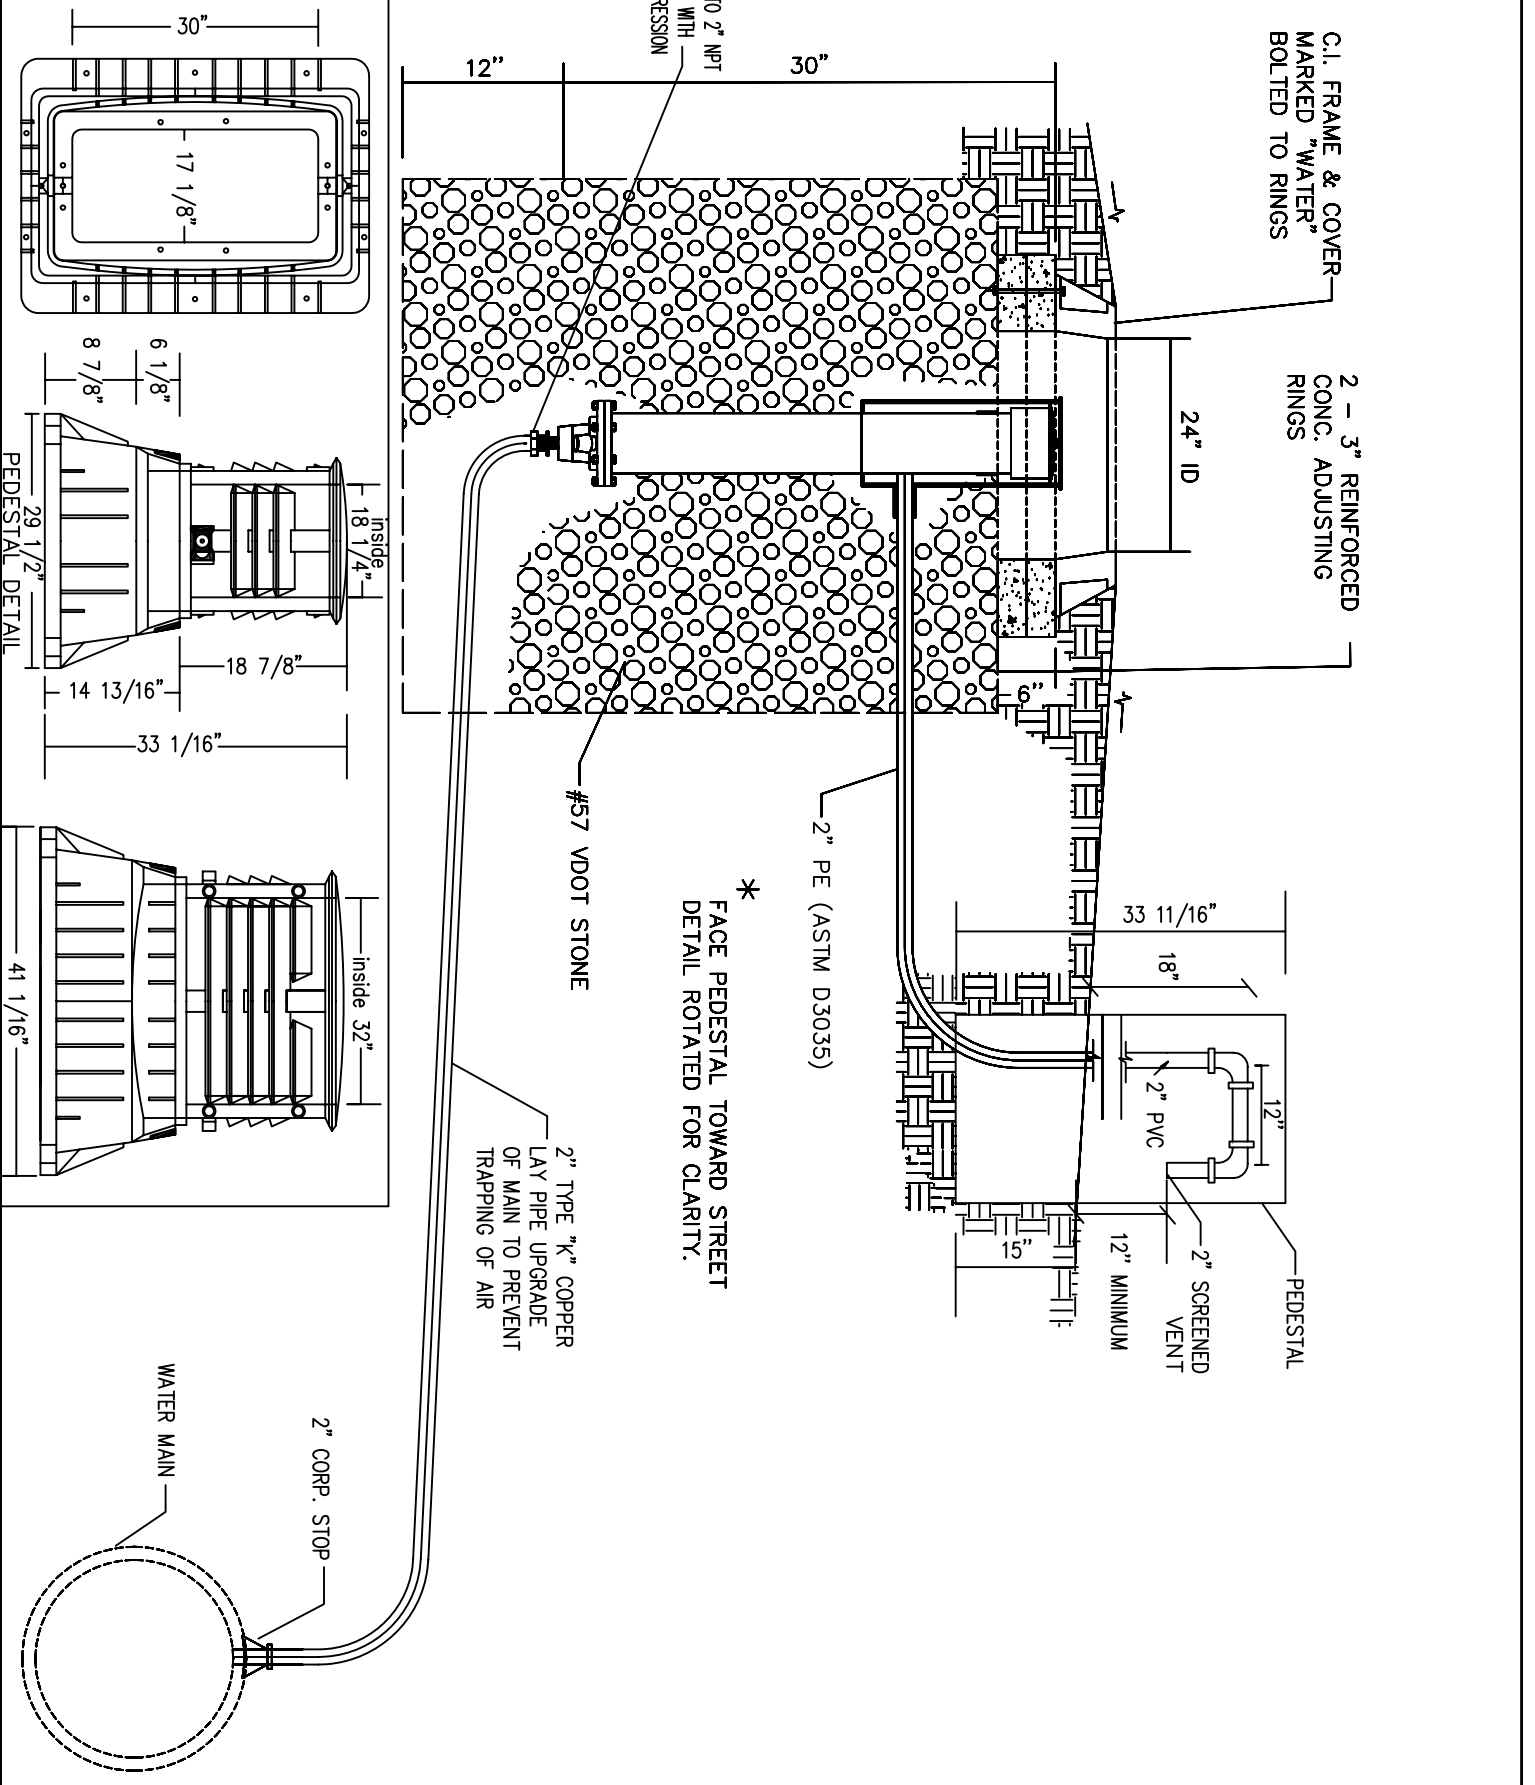 C.I. FRAME & COVER
MARKED "WATER"
BOLTED TO RINGS
2 - 3" REINFORCED
CONC. ADJUSTING
RINGS
24" ID
6"
30"
12"
TO 2" NPT
WITH
RESSION
33 11/16"
18"
12"
2" PVC
PEDESTAL
2" SCREENED
VENT
12" MINIMUM
15"
2" PE (ASTM D3035)
*
FACE PEDESTAL TOWARD STREET
DETAIL ROTATED FOR CLARITY.
#57 VDOT STONE
2" TYPE "K" COPPER
LAY PIPE UPGRADE
OF MAIN TO PREVENT
TRAPPING OF AIR
2" CORP. STOP
WATER MAIN
30"
17 1/8"
6 1/8"
8 7/8"
inside
18 1/4"
29 1/2"
18 7/8"
14 13/16"
33 1/16"
inside 32"
41 1/16"
PEDESTAL DETAIL